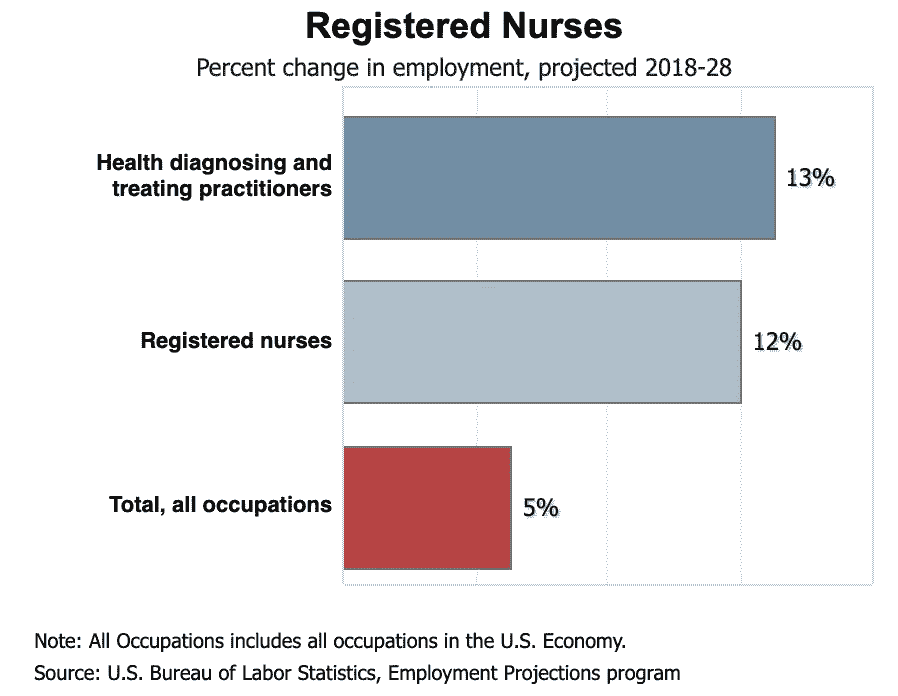 Registered Nurses
Percent change in employment, projected 2018-28
Health diagnosing and
treating practitioners
13%
Registered nurses
12%
Total, all occupations
5%
Note: All Occupations includes all occupations in the U.S. Economy.
Source: U.S. Bureau of Labor Statistics, Employment Projections program